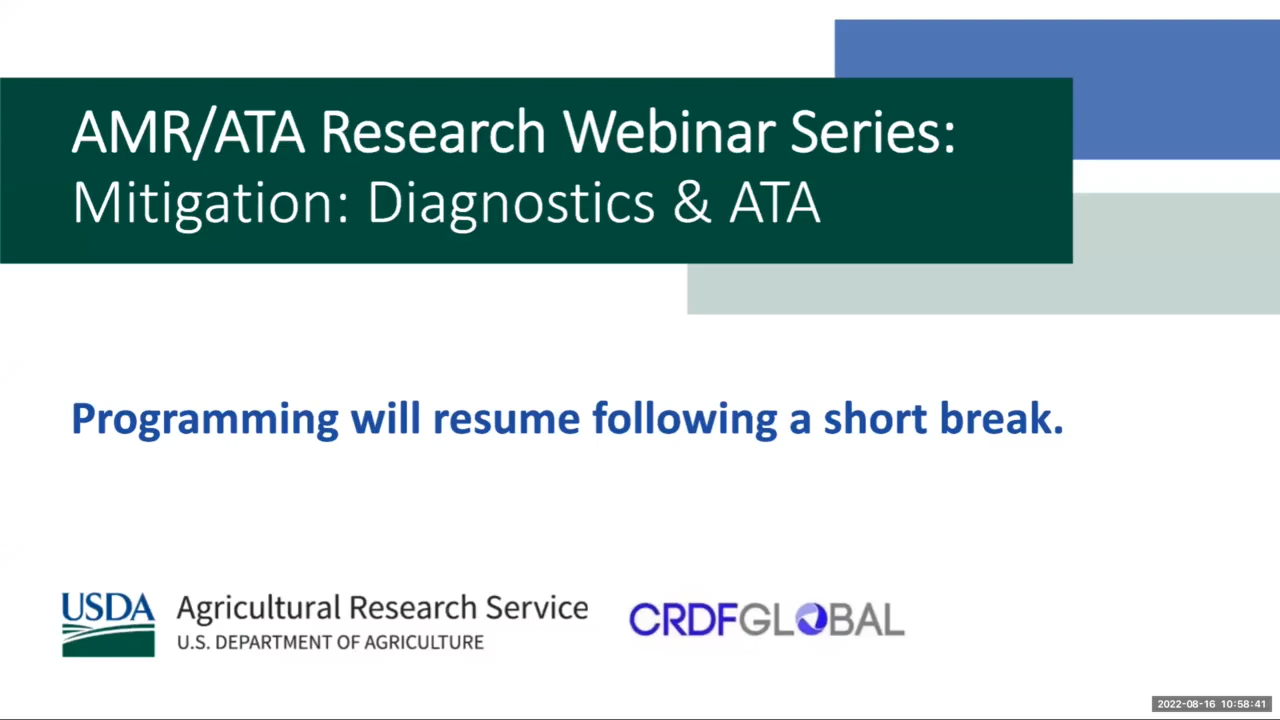 AMR/ATA Research Webinar Series:
Mitigation: Diagnostics & ATA
Programming will resume following a short break.
USDA
Agricultural Research Service
U.S. DEPARTMENT OF AGRICULTURE
CRDFGLOBAL
2022-08-16 10:58:41